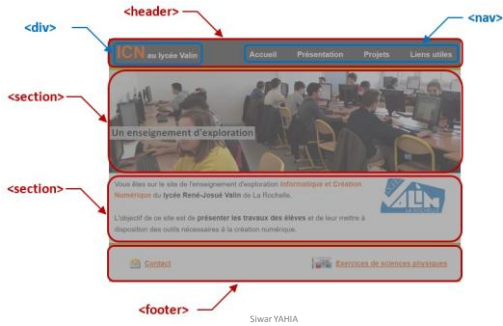 <header>
<div>
<nav>
ICN au lycée Valin
Accueil Présentation Projets Liens utiles
<section>
Un enseignement d'exploration
<section>
Vous êtes sur le site de l'enseignement d'exploration Informatique et Création
Numérique du lycée René-Josué Valin de La Rochelle.
VALIN
L'objectif de ce site est de présenter les travaux des élèves et de leur mettre à
disposition des outils nécessaires à la création numérique.
Contact Exercices de sciences physiques
<footer>
Siwar YAHIA